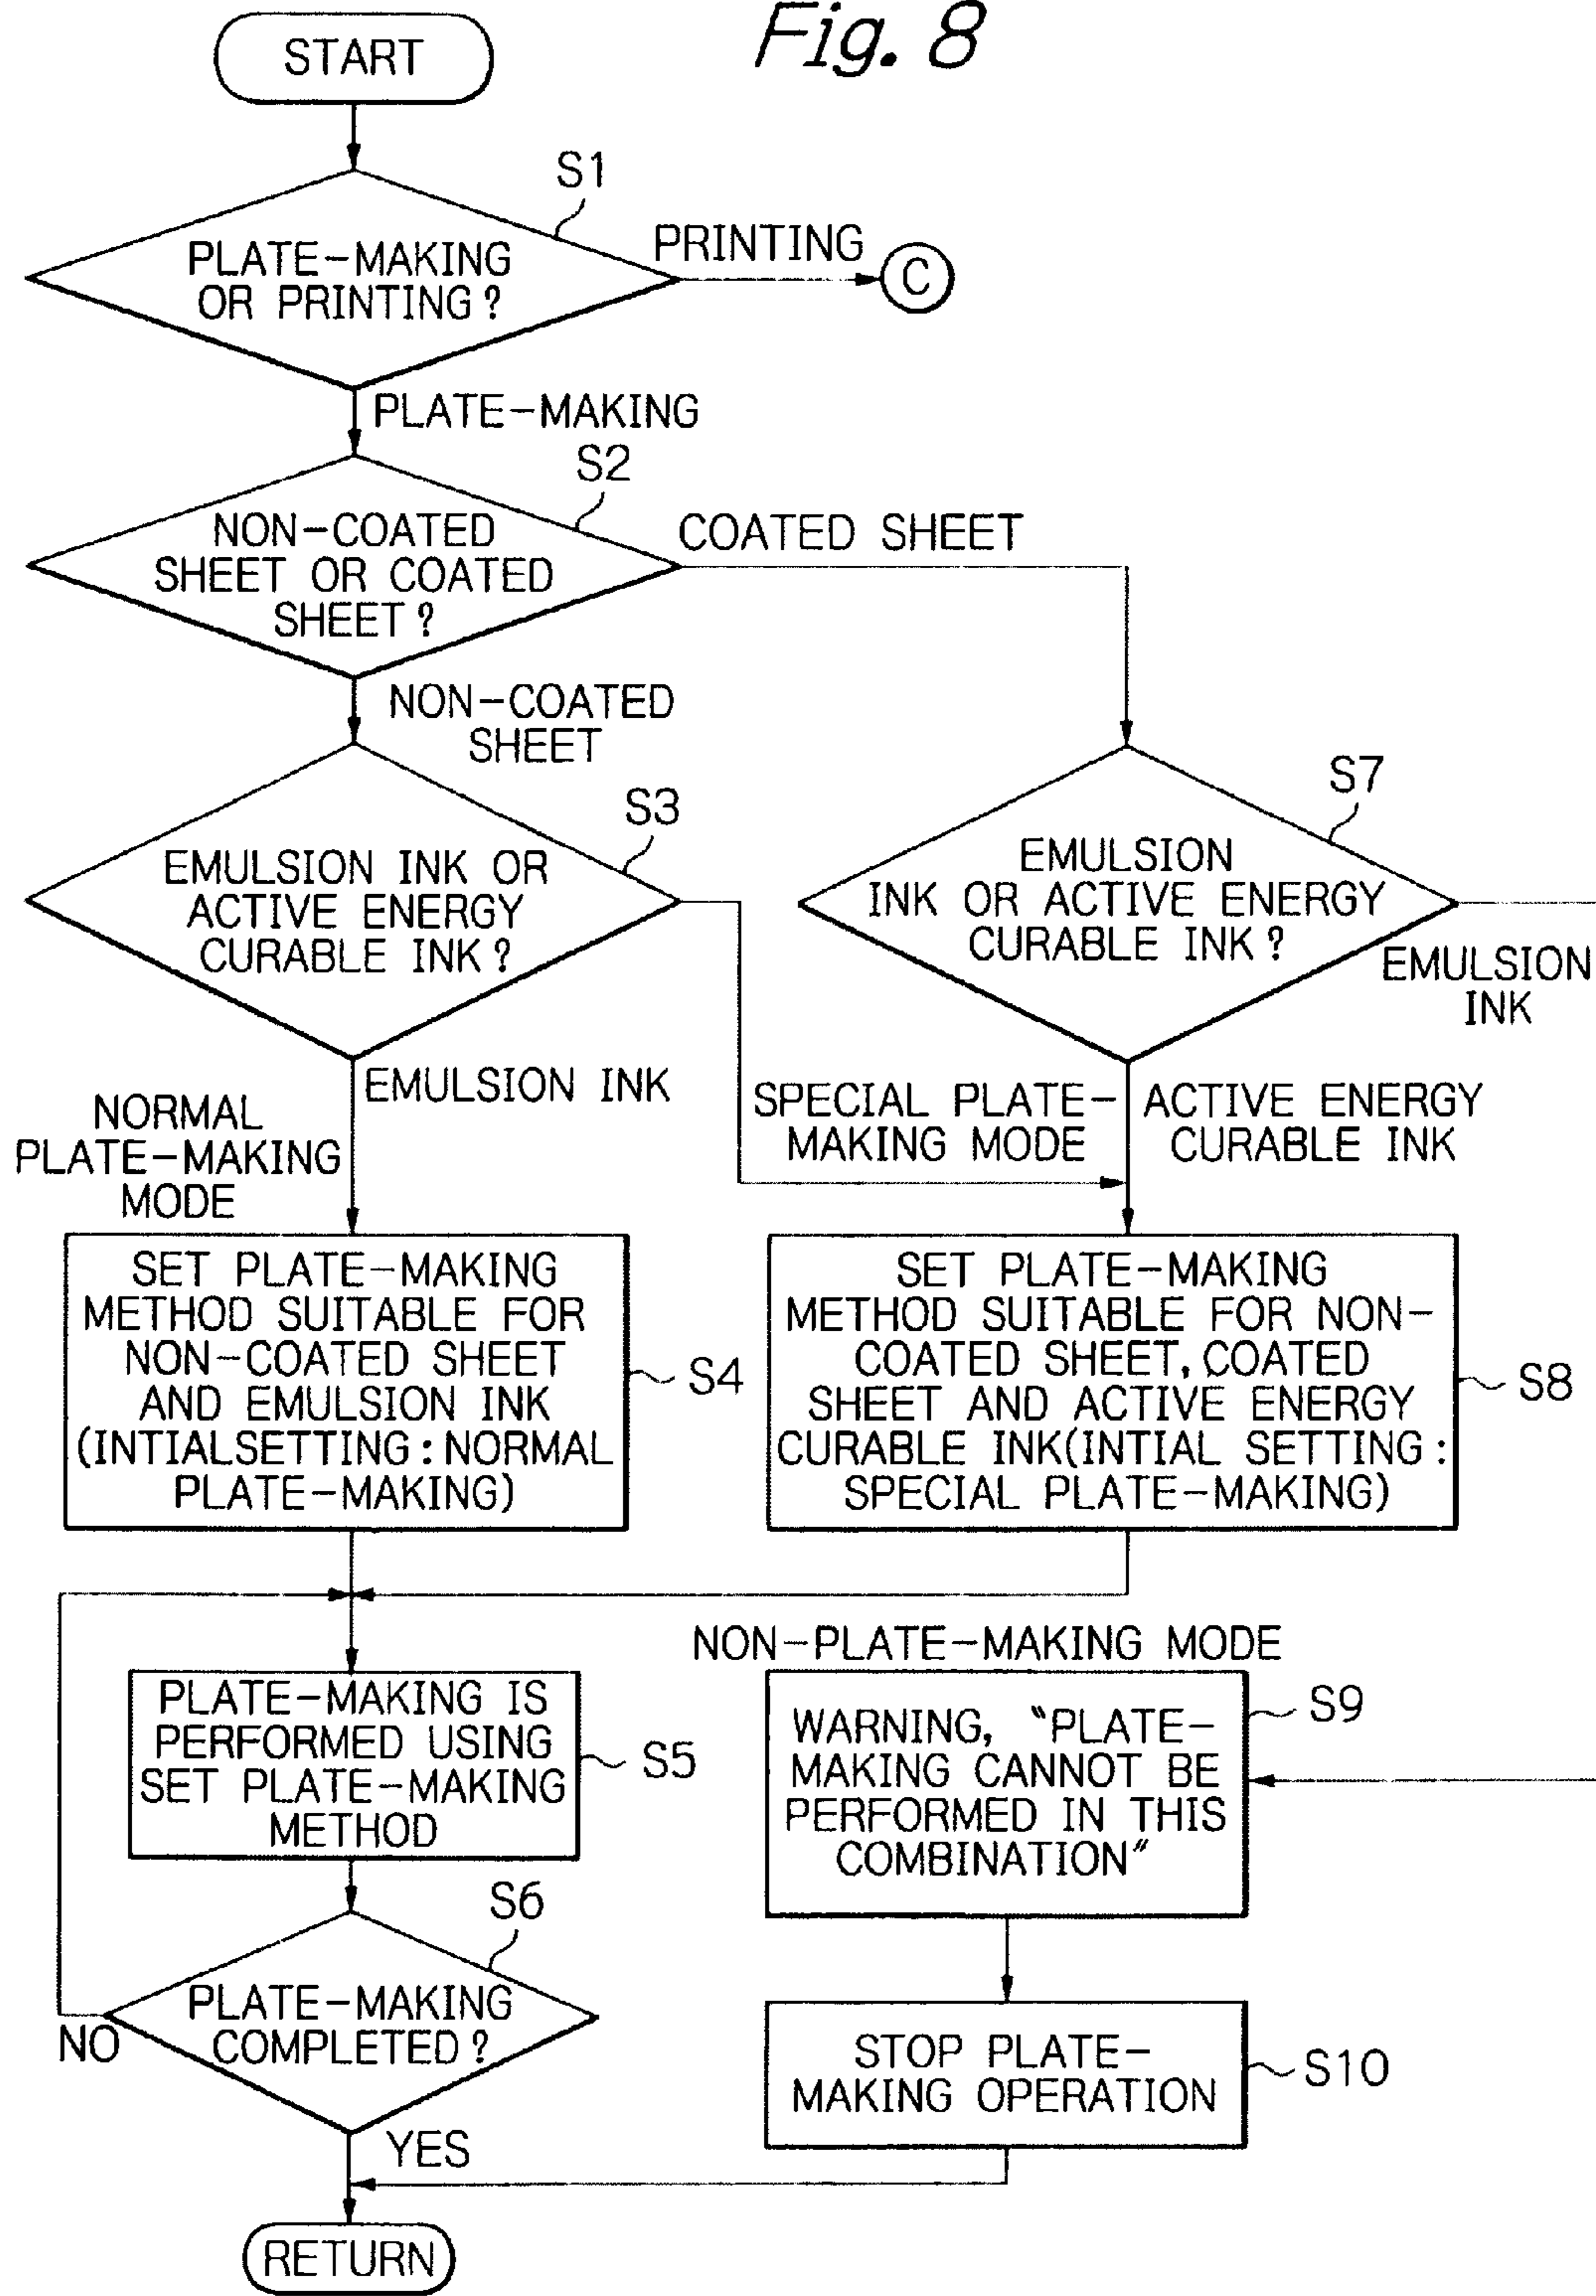 Fig. 8
START
S1
PLATE-MAKING
OR PRINTING?
PRINTING
C
PLATE-MAKING
S2
NON-COATED
SHEET OR COATED
SHEET?
COATED SHEET
NON-COATED
SHEET
S3
EMULSION INK OR
ACTIVE ENERGY
CURABLE INK?
S7
EMULSION
INK OR ACTIVE ENERGY
CURABLE INK?
EMULSION
INK
EMULSION INK
NORMAL
PLATE-MAKING
MODE
SPECIAL PLATE-
MAKING MODE
ACTIVE ENERGY
CURABLE INK
SET PLATE-MAKING
METHOD SUITABLE FOR
NON-COATED SHEET
AND EMULSION INK
(INTIALSETTING:NORMAL
PLATE-MAKING)
S4
SET PLATE-MAKING
METHOD SUITABLE FOR NON-
COATED SHEET, COATED
SHEET AND ACTIVE ENERGY
CURABLE INK(INTIAL SETTING:
SPECIAL PLATE-MAKING)
S8
PLATE-MAKING IS
PERFORMED USING
SET PLATE-MAKING
METHOD
S5
NON-PLATE-MAKING MODE
WARNING, "PLATE-
MAKING CANNOT BE
PERFORMED IN THIS
COMBINATION"
S9
S6
PLATE-MAKING
COMPLETED?
NO
YES
STOP PLATE-
MAKING OPERATION
S10
RETURN